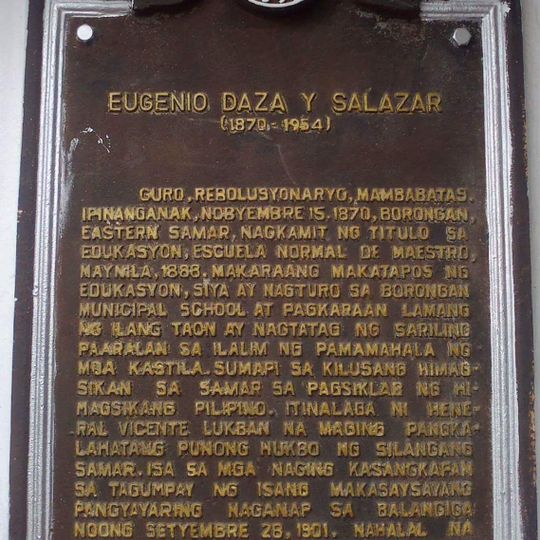 EUGENIO DAZA Y SALAZAR
(1870 - 1954)
GURO, REBOLUSYONARYO, MAMBABATAS.
IPINANGANAK, NOBYEMBRE 15, 1870, BORONGAN,
EASTERN SAMAR, NAGKAMIT NG TITULO SA
EDUKASYON, ESCUELA NORMAL DE MAESTRO,
MAYNILA, 1888. MAKARAANG MAKATAPOS NG
EDUKASYON, SIYA AY NAGTURO SA BORONGAN
MUNICIPAL SCHOOL AT PAGKARAAN LAMANG
NG ILANG TAON AY NAGTATAG NG SARILING
PAARALAN SA ILALIM NG PAMAMAHALA NG
MGA KASTILA. SUMAPI SA KILUSANG HIMAG-
SIKAN SA SAMAR SA PAGSIKLAB NG HI-
MAGSIKANG PILIPINO. ITINALAGA NI HENE-
RAL VICENTE LUKBAN NA MAGING PANGKA-
LAHATANG PUNONG HUKBO NG SILANGANG
SAMAR. ISA SA MGA NAGING KASANGKAPAN
SA TAGUMPAY NG ISANG MAKASAYSAYANG
PANGYAYARING NAGANAP SA BALANGIGA
NOONG SETYEMBRE 28, 1901. NAHALAL NA